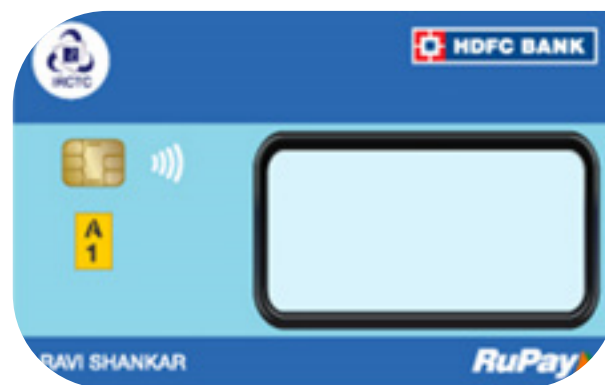 IRCTC
HDFC BANK
A
1
RAVI SHANKAR
RuPay